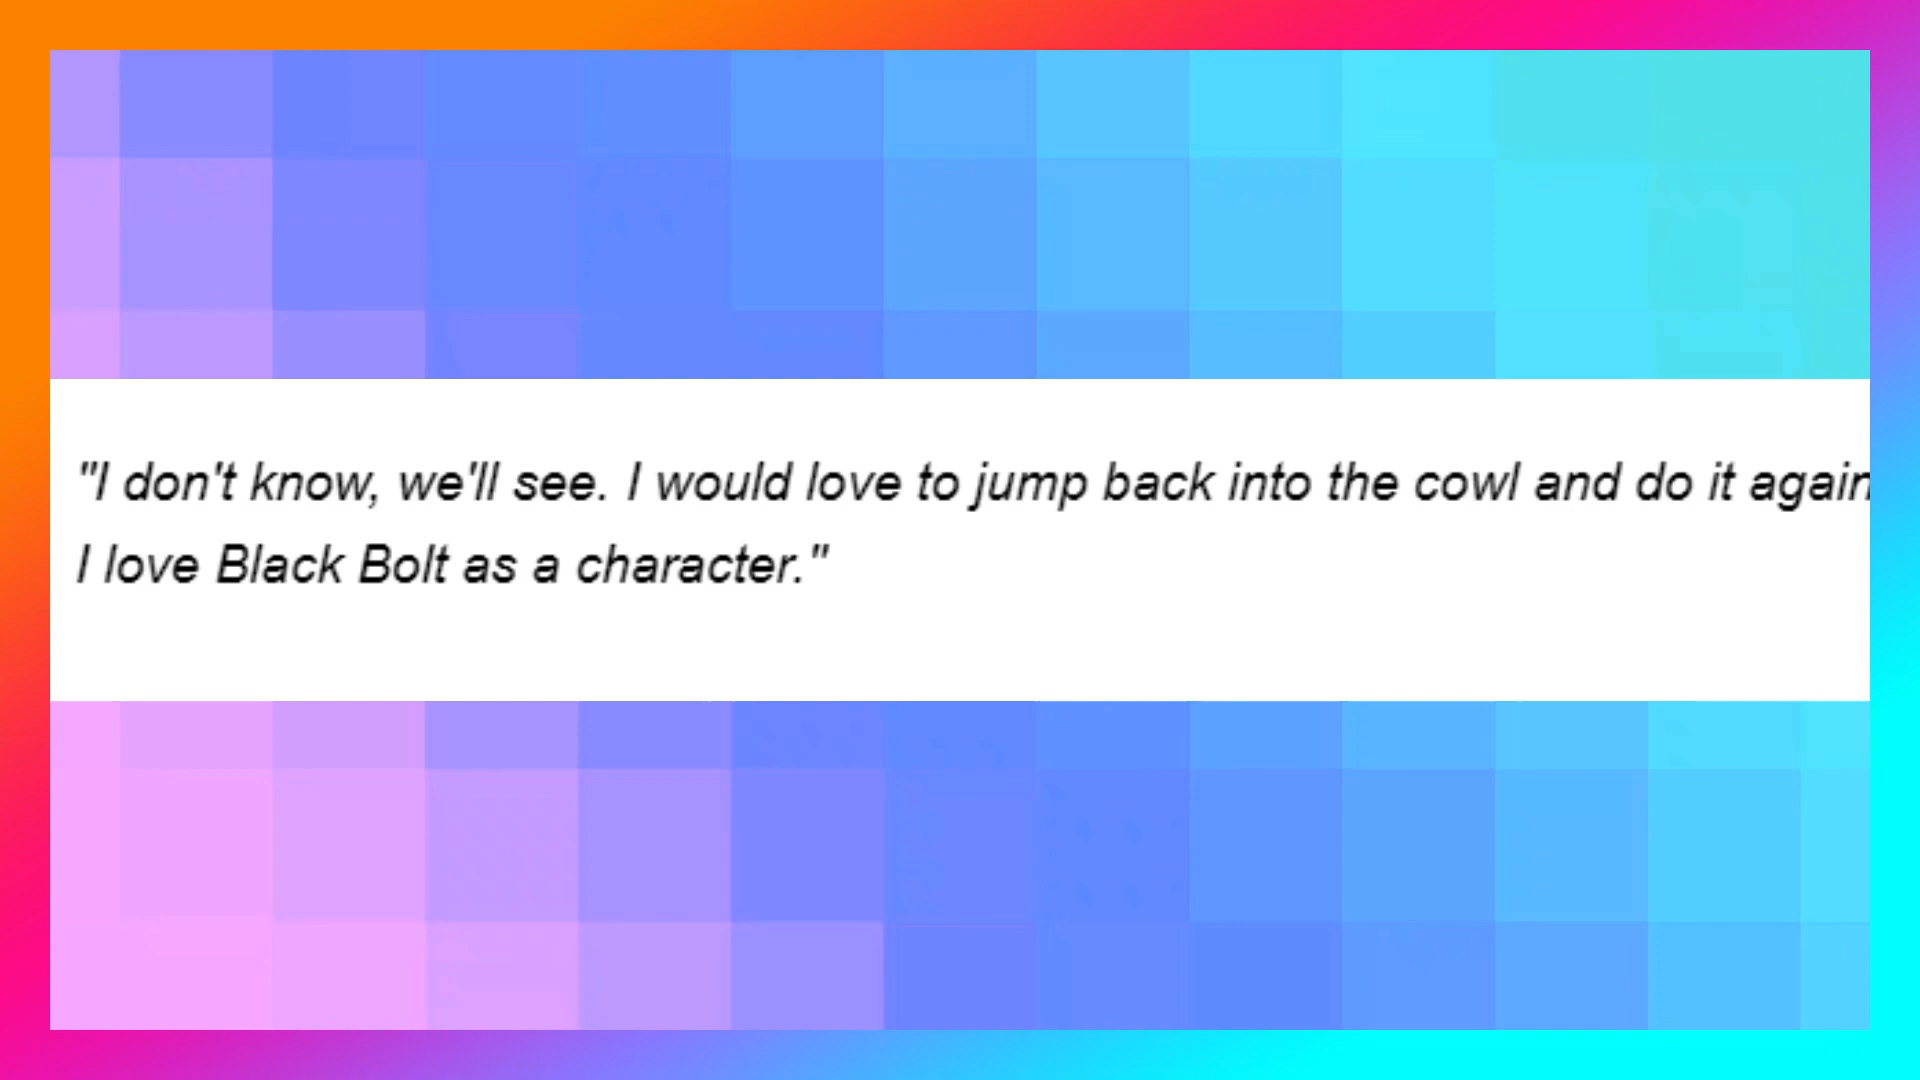 "I don't know, we'll see. I would love to jump back into the cowl and do it again
I love Black Bolt as a character."